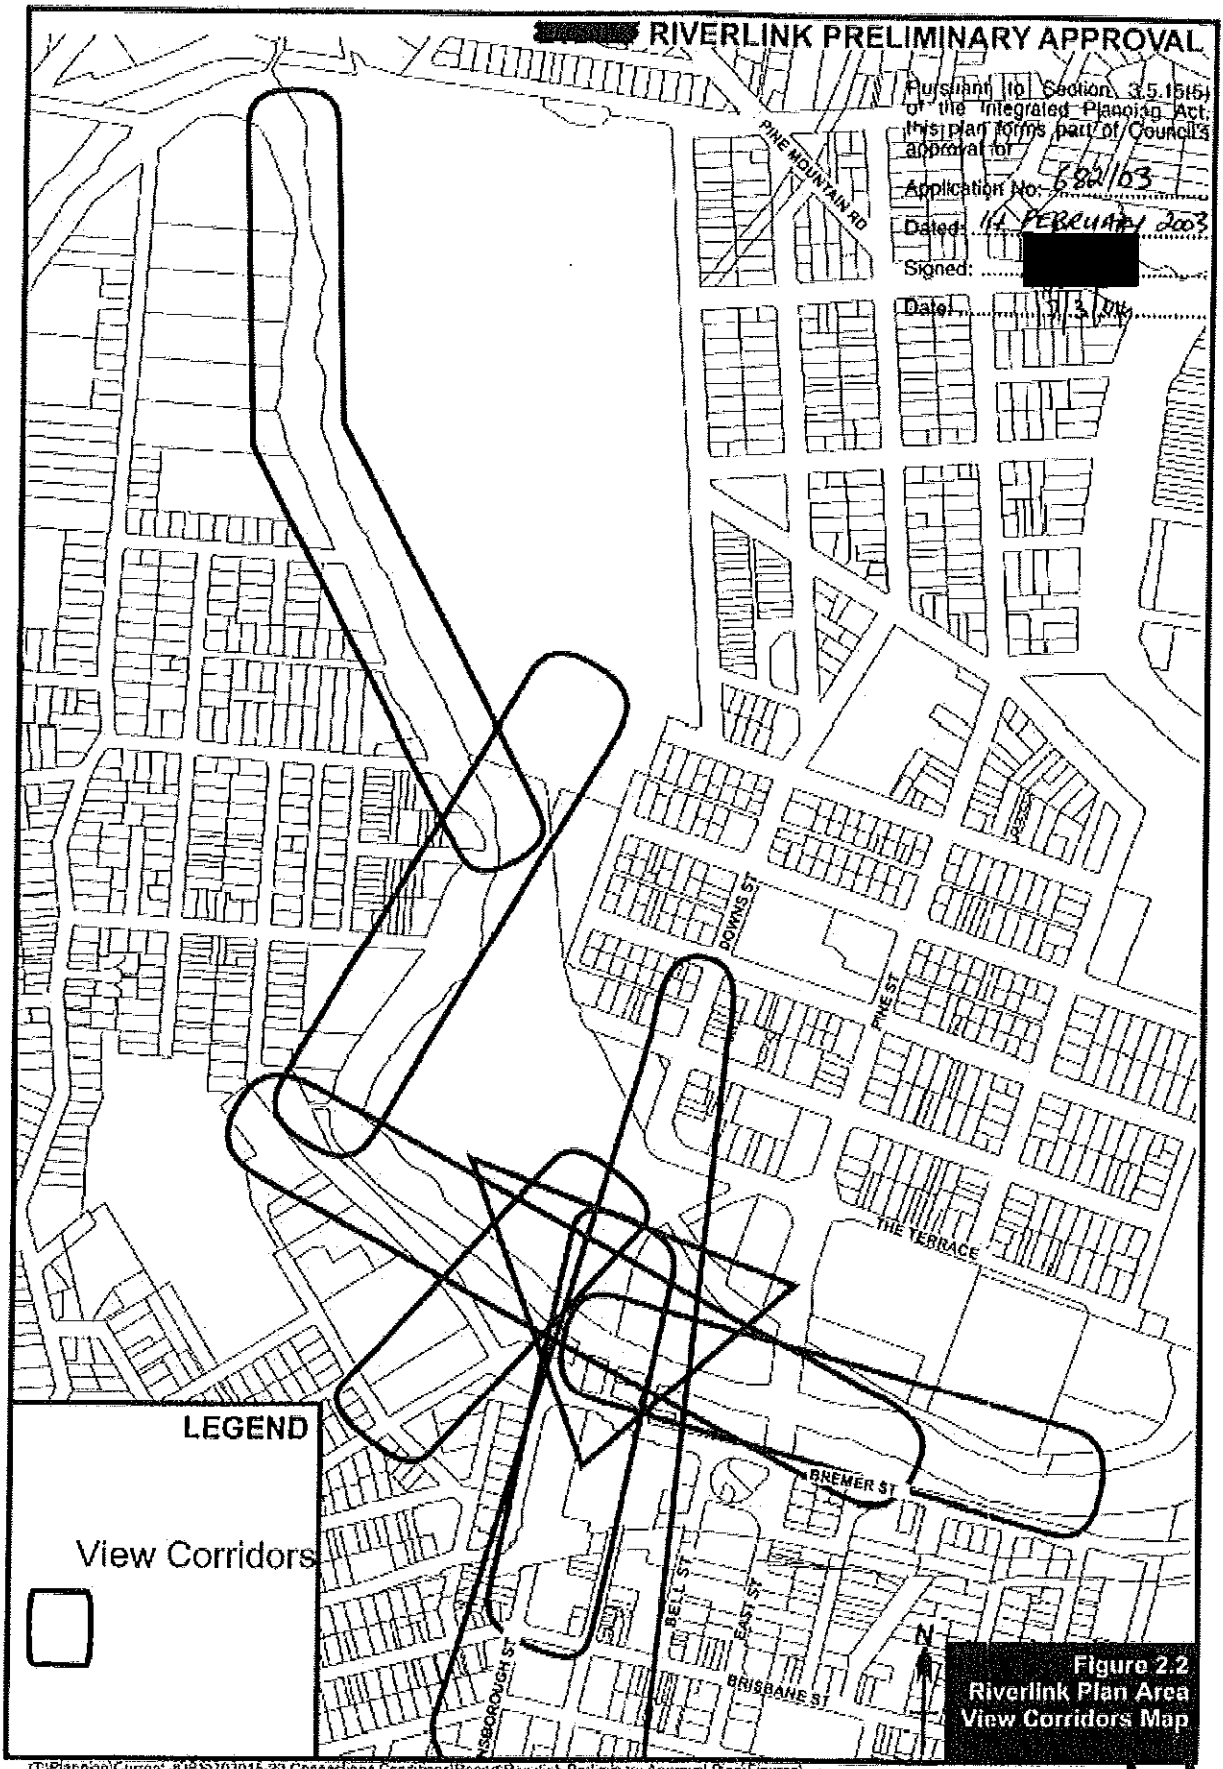 RIVERLINK PRELIMINARY APPROVAL
Pursuant to Section 3.5.15(5)
of the Integrated Planning Act,
this plan forms part of Council's
approval for
Application No: 682/03
Dated: FEBRUARY 2003
Signed:
Date:
PINE MOUNTAIN RD
DOWNS ST
PINE ST
THE TERRACE
BREMER ST
BELL ST
EAST ST
BRISBANE ST
NSBOROUGH ST
LEGEND
View Corridors
N
Figure 2.2
Riverlink Plan Area
View Corridors Map